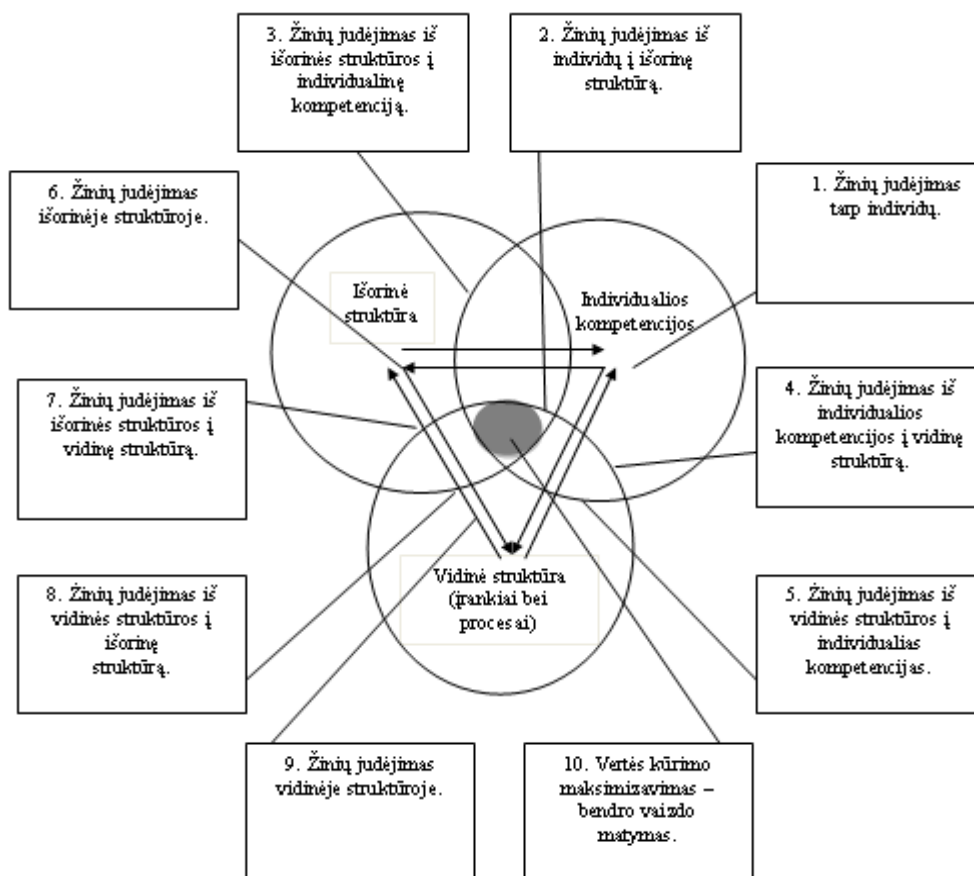 3. Žinių judėjimas iš
išorinės struktūros į
individualinę
kompetenciją.
2. Žinių judėjimas iš
individų į išorinę
struktūrą.
6. Žinių judėjimas
išorinėje struktūroje.
1. Žinių judėjimas
tarp individų.
Išorinė
struktūra
Individualios
kompetencijos
7. Žinių judėjimas iš
išorinės struktūros į
vidinę struktūrą.
4. Žinių judėjimas iš
individualios
kompetencijos į vidinę
struktūrą.
Vidinė struktūra
(įrankiai bei
procesai)
8. Žinių judėjimas iš
vidinės struktūros į
išorinę
struktūrą.
5. Žinių judėjimas iš
vidinės struktūros į
individualias
kompetencijas.
9. Žinių judėjimas
vidinėje struktūroje.
10. Vertės kūrimo
maksimizavimas –
bendro vaizdo
matymas.